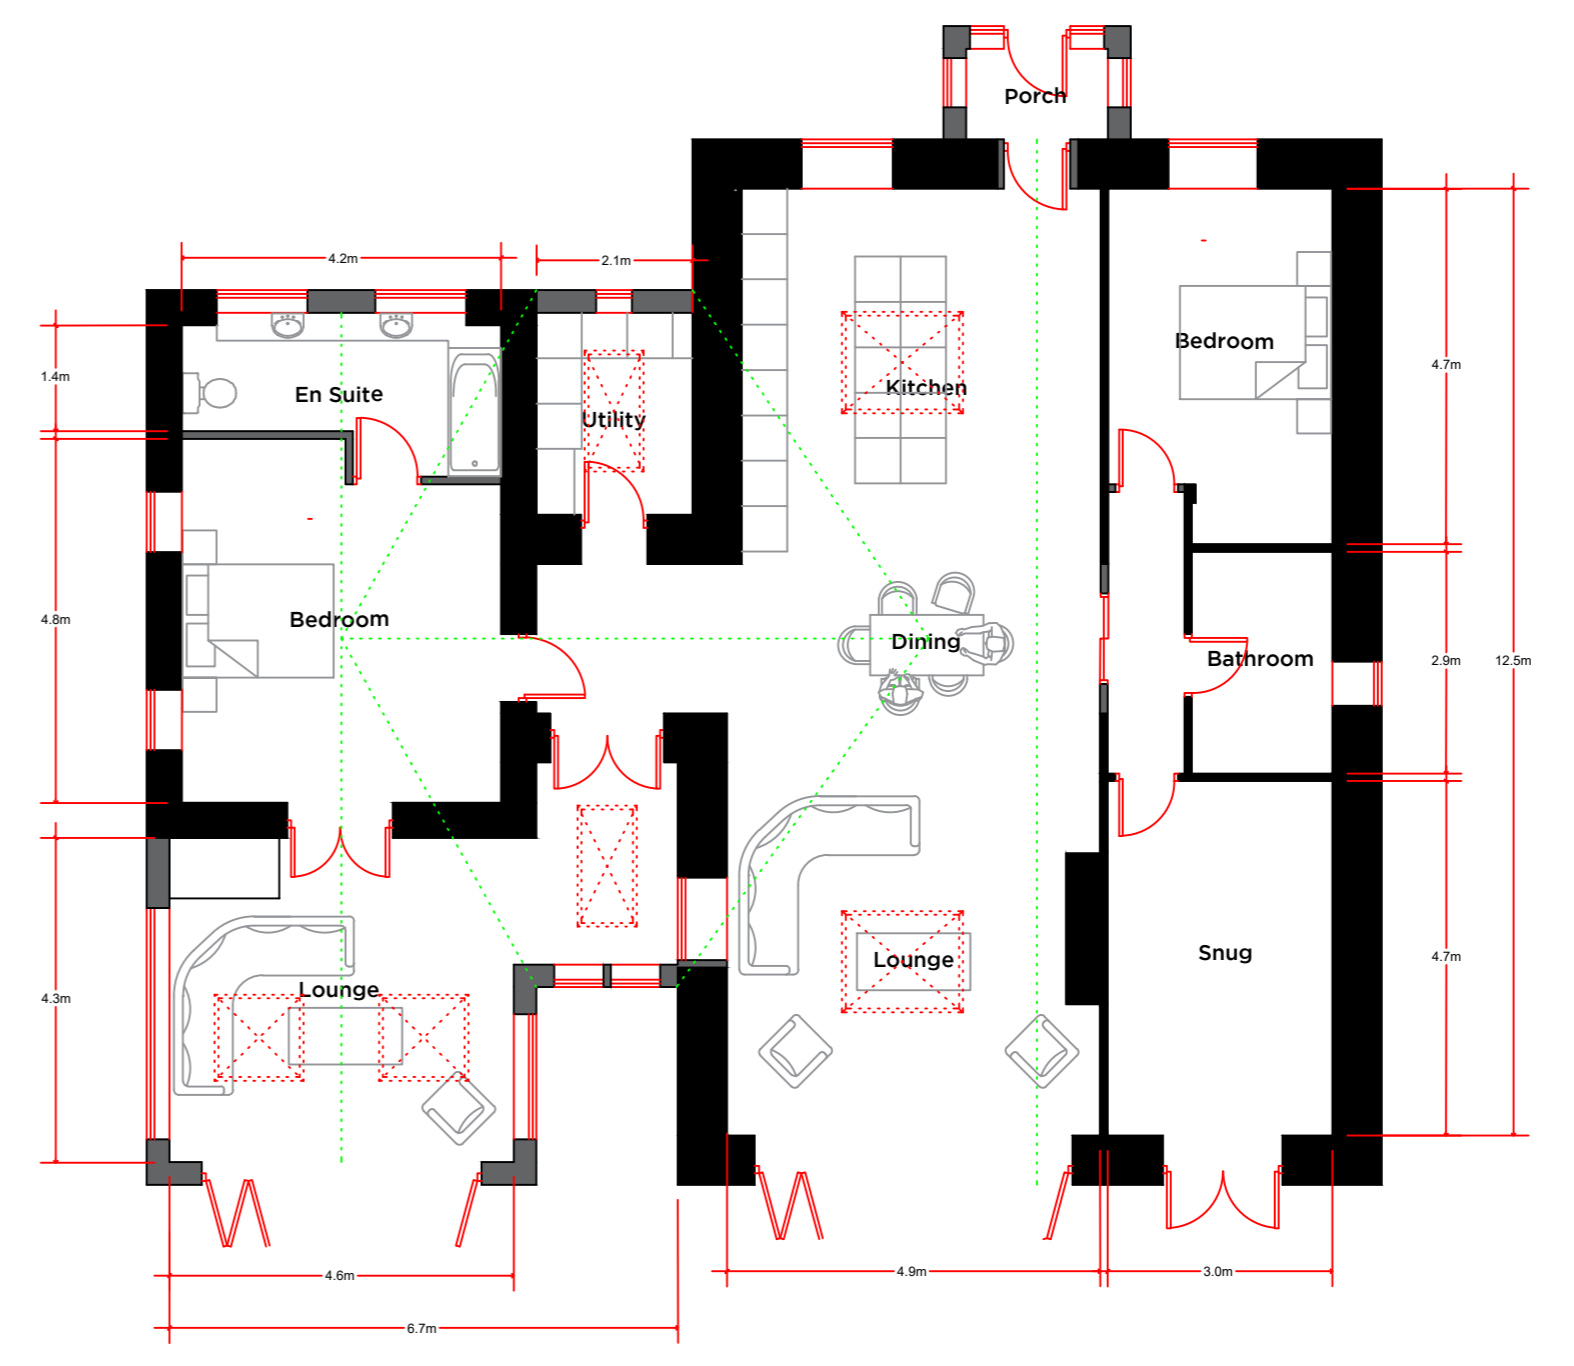 Porch
4.2m
2.1m
Bedroom
1.4m
4.7m
En Suite
Kitchen
Utility
4.8m
Bedroom
Dining
Bathroom
2.9m
12.5m
Snug
4.7m
Lounge
Lounge
4.3m
4.6m
4.9m
3.0m
6.7m